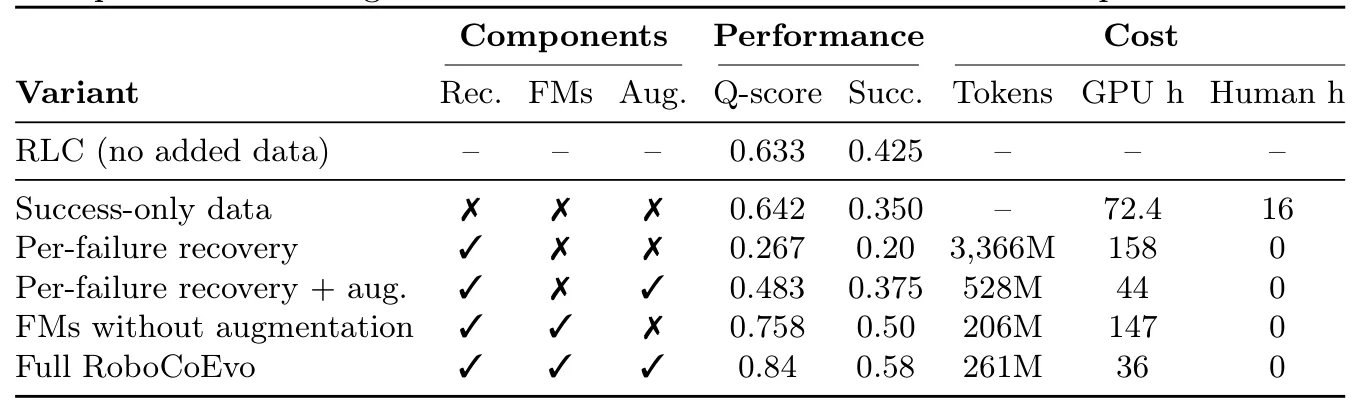 Components Performance Cost
Variant Rec. FMs Aug. Q-score Succ. Tokens GPU h Human h
RLC (no added data) – – – 0.633 0.425 – – –
Success-only data ✗ ✗ ✗ 0.642 0.350 – 72.4 16
Per-failure recovery ✓ ✗ ✗ 0.267 0.20 3,366M 158 0
Per-failure recovery + aug. ✓ ✗ ✓ 0.483 0.375 528M 44 0
FMs without augmentation ✓ ✓ ✗ 0.758 0.50 206M 147 0
Full RoboCoEvo ✓ ✓ ✓ 0.84 0.58 261M 36 0